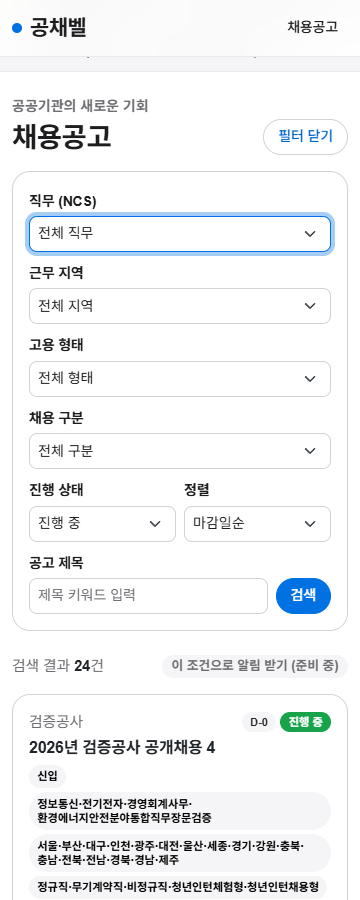 공채벨
채용공고
공공기관의 새로운 기회
채용공고
필터 닫기
직무 (NCS)
전체 직무
근무 지역
전체 지역
고용 형태
전체 형태
채용 구분
전체 구분
진행 상태
정렬
진행 중
마감일순
공고 제목
제목 키워드 입력
검색
검색 결과 24건
이 조건으로 알림 받기 (준비 중)
검증공사
D-0
진행 중
2026년 검증공사 공개채용 4
신입
정보통신·전기전자·경영회계사무·
환경에너지안전분야통합직무장문검증
서울·부산·대구·인천·광주·대전·울산·세종·경기·강원·충북·
충남·전북·전남·경북·경남·제주
정규직·무기계약직·비정규직·청년인턴체험형·청년인턴채용형